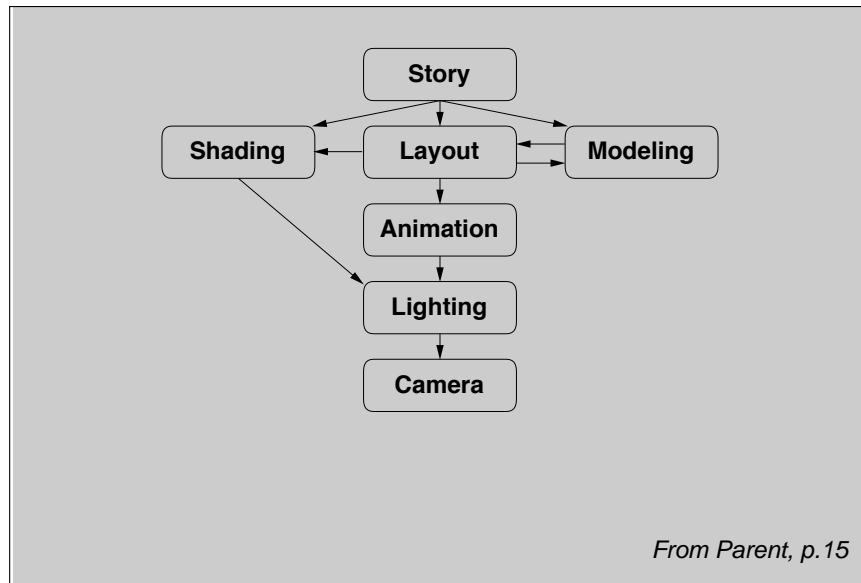 Story
Shading Layout Modeling
Animation
Lighting
Camera
From Parent, p.15